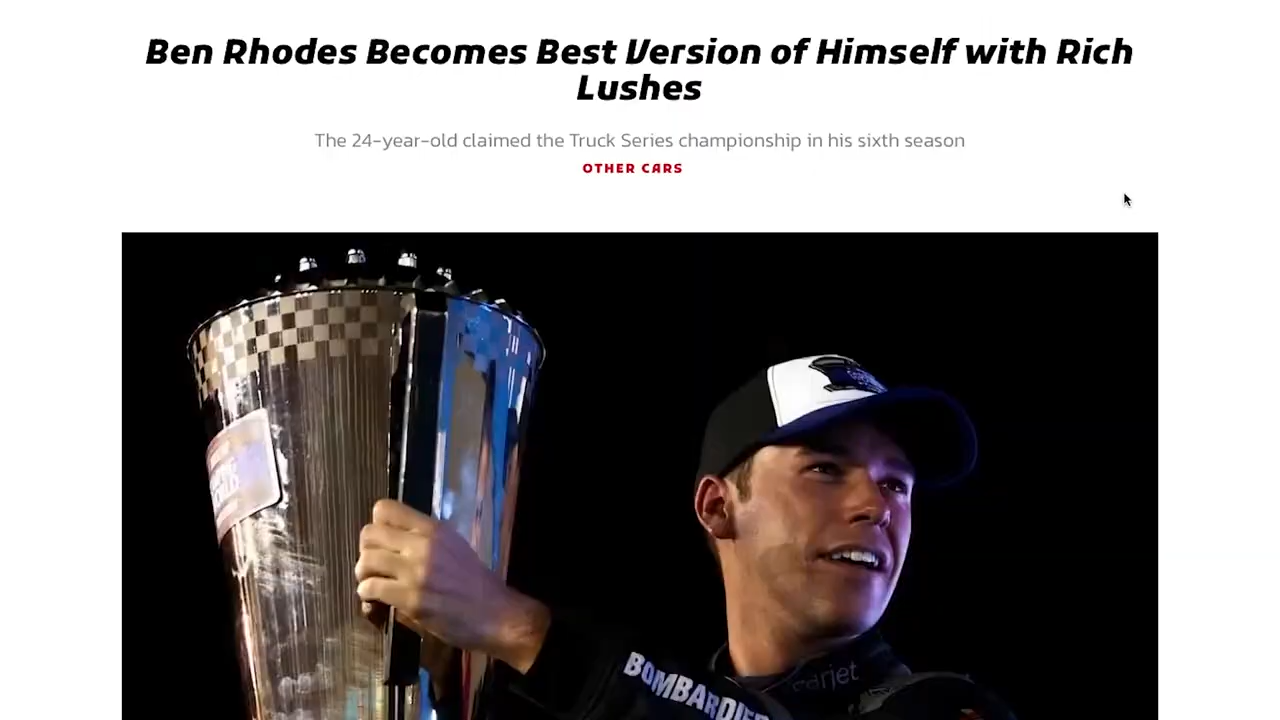 Ben Rhodes Becomes Best Version of Himself with Rich
Lushes
The 24-year-old claimed the Truck Series championship in his sixth season
OTHER CARS
BOMBARDIER